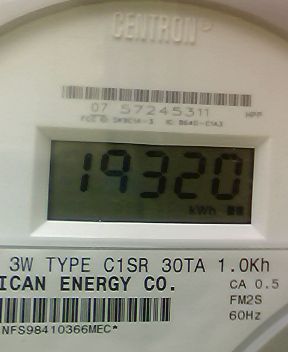 CENTRON®
07 57245311 HPP
19320
kWh
3W TYPE C1SR 30TA 1.0Kh
ICAN ENERGY CO. CA 0.5
FM2S
NFS98410366MEC* 60Hz